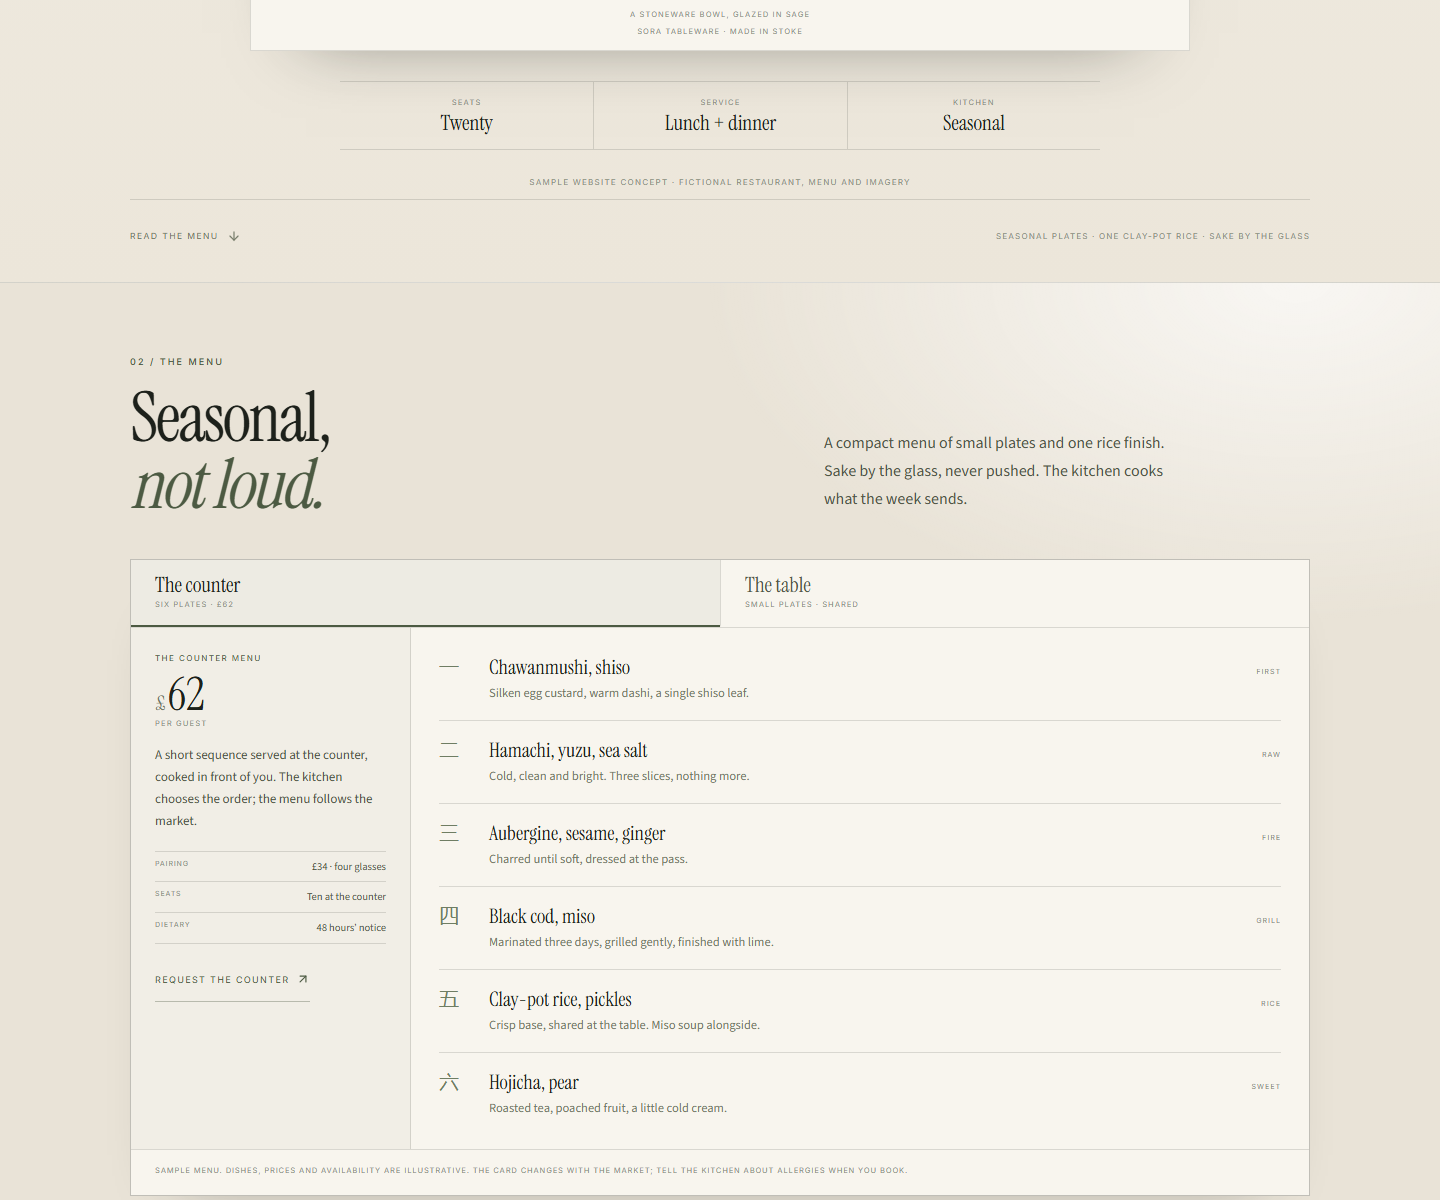 A STONEWARE BOWL, GLAZED IN SAGE
SORA TABLEWARE · MADE IN STOKE
SEATS
Twenty
SERVICE
Lunch + dinner
KITCHEN
Seasonal
SAMPLE WEBSITE CONCEPT · FICTIONAL RESTAURANT, MENU AND IMAGERY
READ THE MENU ↓
SEASONAL PLATES · ONE CLAY-POT RICE · SAKE BY THE GLASS
02 / THE MENU
Seasonal,
not loud.
A compact menu of small plates and one rice finish.
Sake by the glass, never pushed. The kitchen cooks
what the week sends.
The counter
SIX PLATES · £62
The table
SMALL PLATES · SHARED
THE COUNTER MENU
£62
PER GUEST
A short sequence served at the counter,
cooked in front of you. The kitchen
chooses the order; the menu follows the
market.
PAIRING £34 · four glasses
SEATS Ten at the counter
DIETARY 48 hours' notice
REQUEST THE COUNTER ↗
一 Chawanmushi, shiso FIRST
Silken egg custard, warm dashi, a single shiso leaf.
二 Hamachi, yuzu, sea salt RAW
Cold, clean and bright. Three slices, nothing more.
三 Aubergine, sesame, ginger FIRE
Charred until soft, dressed at the pass.
四 Black cod, miso GRILL
Marinated three days, grilled gently, finished with lime.
五 Clay-pot rice, pickles RICE
Crisp base, shared at the table. Miso soup alongside.
六 Hojicha, pear SWEET
Roasted tea, poached fruit, a little cold cream.
SAMPLE MENU. DISHES, PRICES AND AVAILABILITY ARE ILLUSTRATIVE. THE CARD CHANGES WITH THE MARKET; TELL THE KITCHEN ABOUT ALLERGIES WHEN YOU BOOK.